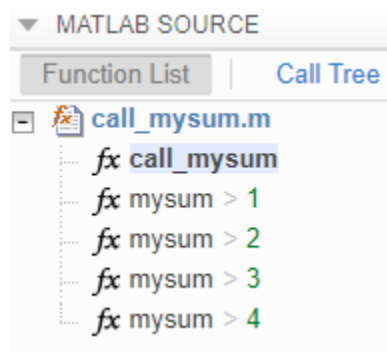 MATLAB SOURCE
Function List Call Tree
call_mysum.m
fx call_mysum
fx mysum > 1
fx mysum > 2
fx mysum > 3
fx mysum > 4